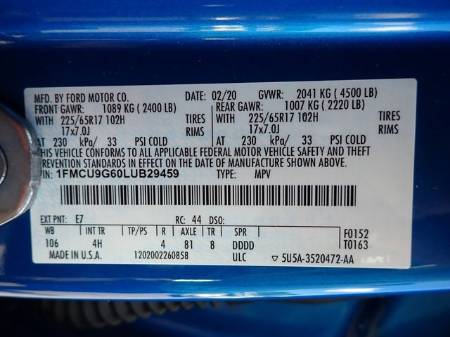 MFD. BY FORD MOTOR CO. 02/20 GVWR: 2041 KG ( 4500 LB)
FRONT GAWR: 1089 KG ( 2400 LB) REAR GAWR: 1007 KG ( 2220 LB)
WITH 225/65R17 102H TIRES WITH 225/65R17 102H TIRES
17x7.0J RIMS 17x7.0J RIMS
AT 230 kPa/ 33 PSI COLD AT 230 kPa/ 33 PSI COLD
THIS VEHICLE CONFORMS TO ALL APPLICABLE FEDERAL MOTOR VEHICLE SAFETY
AND THEFT PREVENTION STANDARDS IN EFFECT ON THE DATE OF MANUFACTURE SHOWN ABOVE.
VIN: 1FMCU9G60LUB29459 TYPE: MPV
EXT PNT: E7 RC: 44 DSO: F0152
WB TP/PS R AXLE TR SPR T0163
106 4H 4 81 8 DDDD
MADE IN U.S.A. 1202002260858 ULC 5U5A-3520472-AA